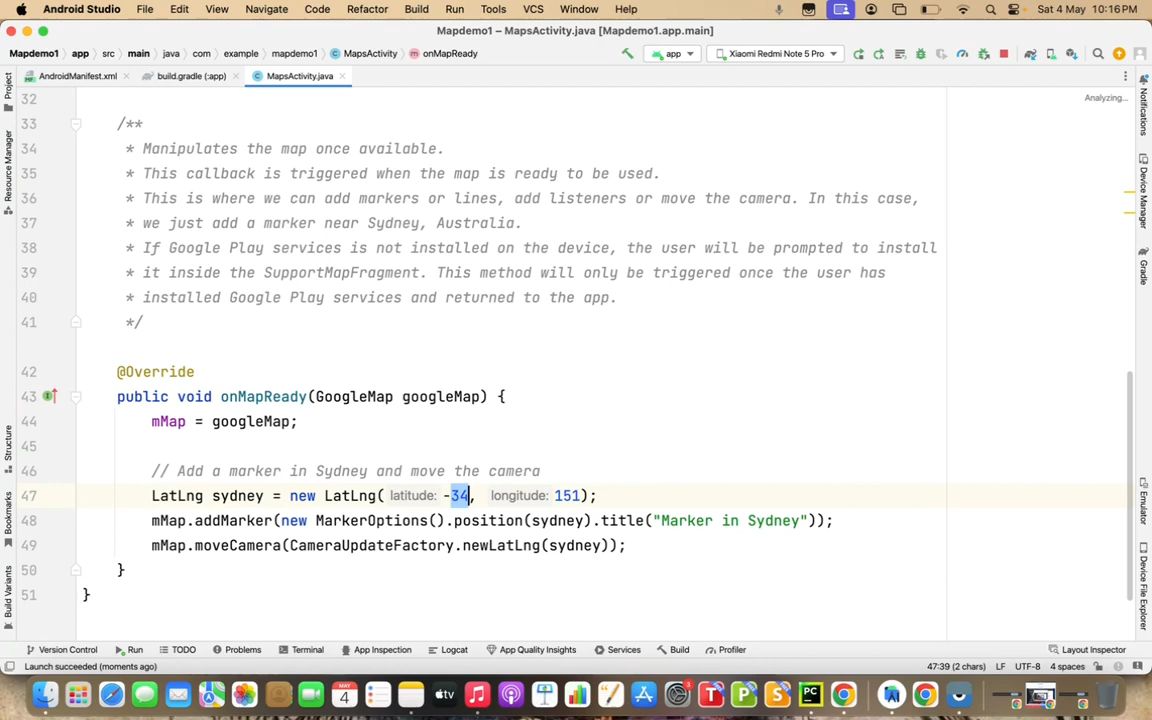 Android Studio File Edit View Navigate Code Refactor Build Run Tools VCS Window Help Sat 4 May 10:16 PM
Mapdemo1 – MapsActivity.java [Mapdemo1.app.main]
Mapdemo1 app src main java com example mapdemo1 MapsActivity onMapReady app Xiaomi Redmi Note 5 Pro
AndroidManifest.xml build.gradle (:app) MapsActivity.java
Analyzing...
32
33 /**
34 * Manipulates the map once available.
35 * This callback is triggered when the map is ready to be used.
36 * This is where we can add markers or lines, add listeners or move the camera. In this case,
37 * we just add a marker near Sydney, Australia.
38 * If Google Play services is not installed on the device, the user will be prompted to install
39 * it inside the SupportMapFragment. This method will only be triggered once the user has
40 * installed Google Play services and returned to the app.
41 */
42 @Override
43 public void onMapReady(GoogleMap googleMap) {
44 mMap = googleMap;
45
46 // Add a marker in Sydney and move the camera
47 LatLng sydney = new LatLng( latitude: -34, longitude: 151);
48 mMap.addMarker(new MarkerOptions().position(sydney).title("Marker in Sydney"));
49 mMap.moveCamera(CameraUpdateFactory.newLatLng(sydney));
50 }
51 }
Project
Resource Manager
Structure
Bookmarks
Build Variants
Notifications
Device Manager
Gradle
Emulator
Device File Explorer
Version Control Run TODO Problems Terminal App Inspection Logcat App Quality Insights Services Build Profiler Layout Inspector
Launch succeeded (moments ago) 47:39 (2 chars) LF UTF-8 4 spaces
MAY
4
tv
3
T
P
S
PC